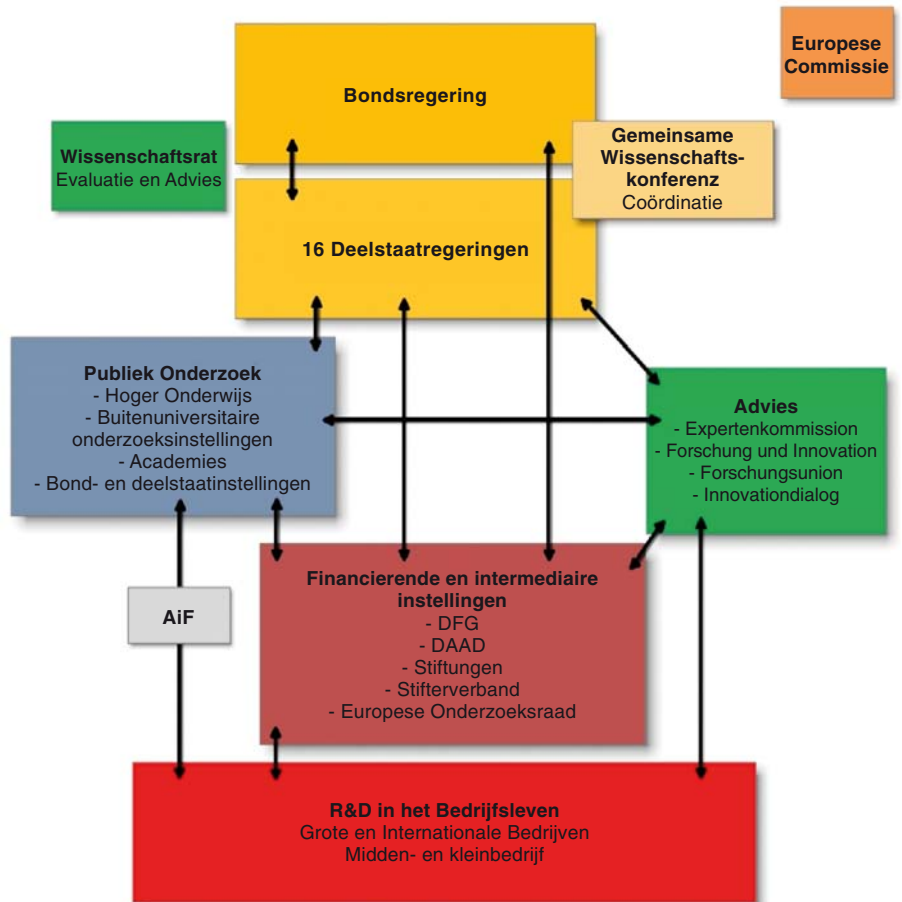 Europese
Commissie
Bondsregering
Wissenschaftsrat
Evaluatie en Advies
Gemeinsame
Wissenschafts-
konferenz
Coördinatie
16 Deelstaatregeringen
Publiek Onderzoek
- Hoger Onderwijs
- Buitenuniversitaire
onderzoeksinstellingen
- Academies
- Bond- en deelstaatinstellingen
Advies
- Expertenkommission
- Forschung und Innovation
- Forschungsunion
- Innovationdialog
AiF
Financierende en intermediaire
instellingen
- DFG
- DAAD
- Stiftungen
- Stifterverband
- Europese Onderzoeksraad
R&D in het Bedrijfsleven
Grote en Internationale Bedrijven
Midden- en kleinbedrijf